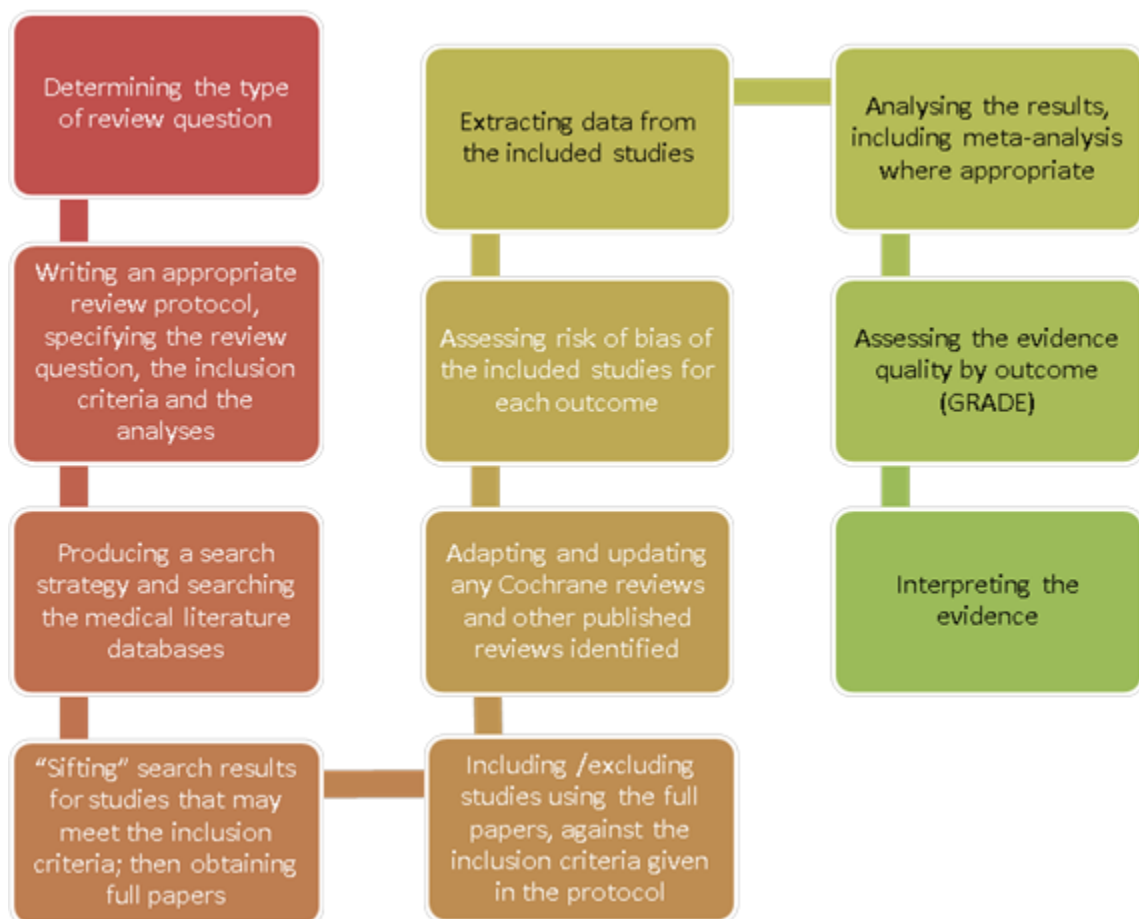 Determining the type
of review question
Writing an appropriate
review protocol,
specifying the review
question, the inclusion
criteria and the
analyses
Producing a search
strategy and searching
the medical literature
databases
“Sifting” search results
for studies that may
meet the inclusion
criteria; then obtaining
full papers
Including /excluding
studies using the full
papers, against the
inclusion criteria given
in the protocol
Adapting and updating
any Cochrane reviews
and other published
reviews identified
Assessing risk of bias of
the included studies for
each outcome
Extracting data from
the included studies
Analysing the results,
including meta-analysis
where appropriate
Assessing the evidence
quality by outcome
(GRADE)
Interpreting the
evidence